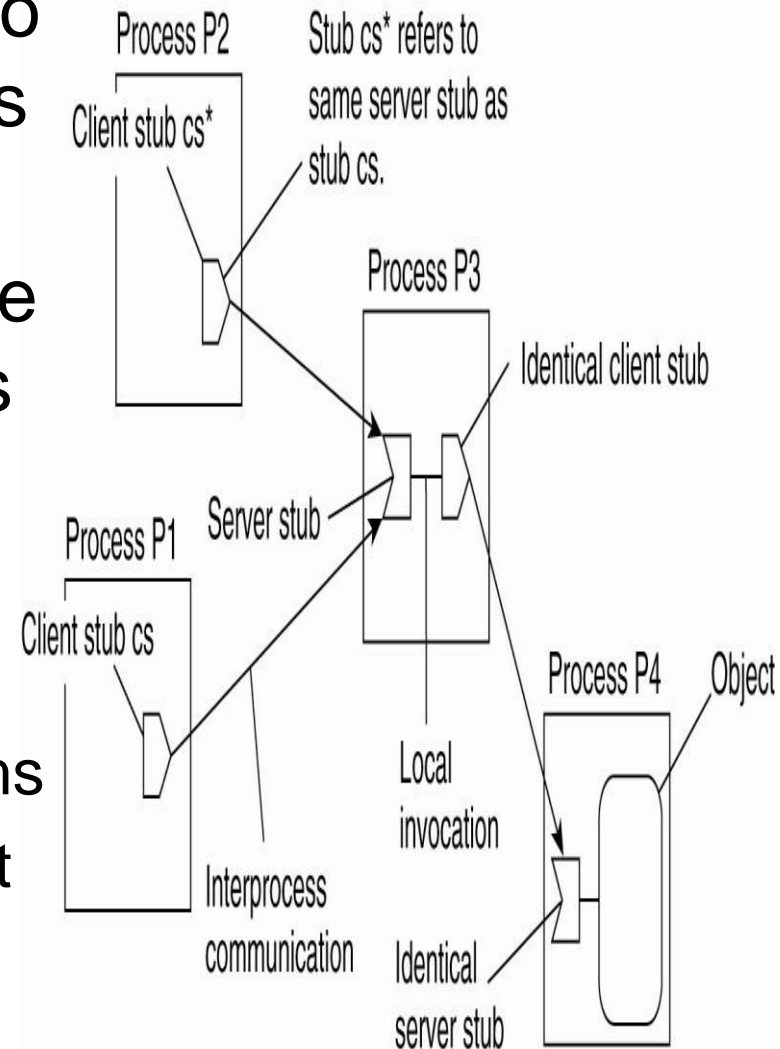 o
s
e
s
ns
t
Process P2
Stub cs* refers to
same server stub as
stub cs.
Client stub cs*
Process P3
Identical client stub
Server stub
Process P1
Client stub cs
Process P4
Object
Local
invocation
Interprocess
communication
Identical
server stub